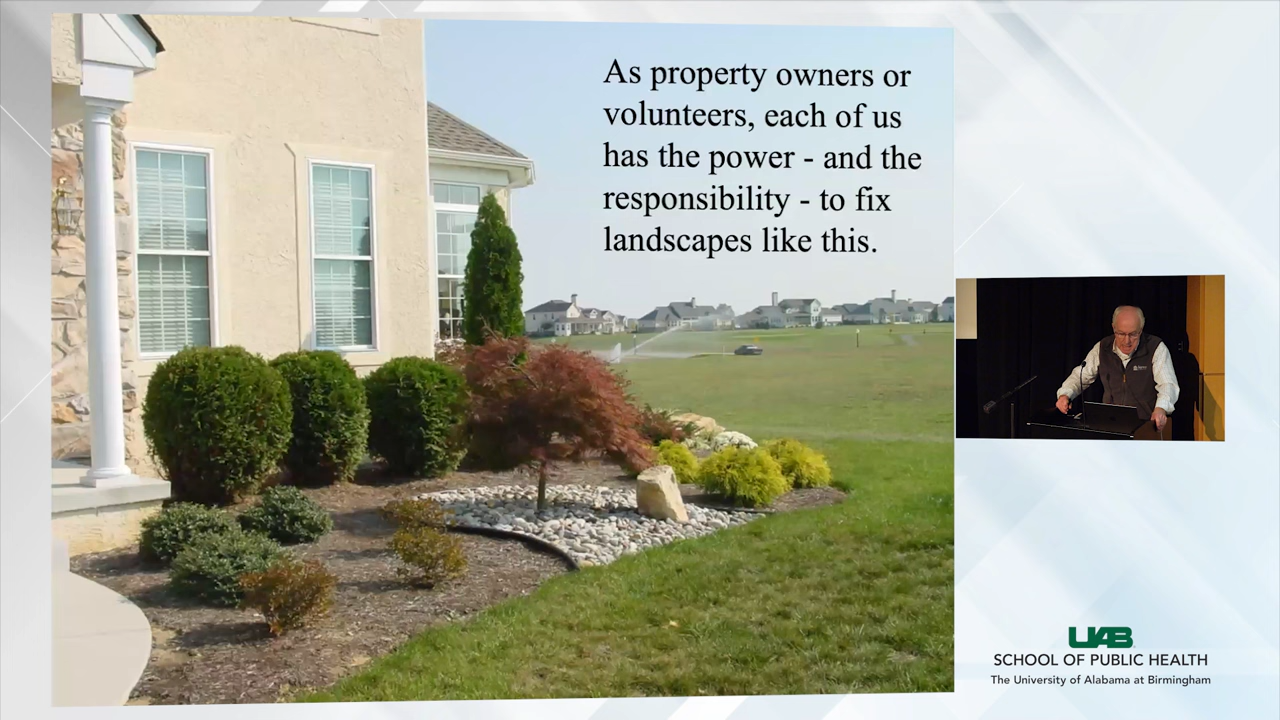 As property owners or
volunteers, each of us
has the power - and the
responsibility - to fix
landscapes like this.
UAB
SCHOOL OF PUBLIC HEALTH
The University of Alabama at Birmingham